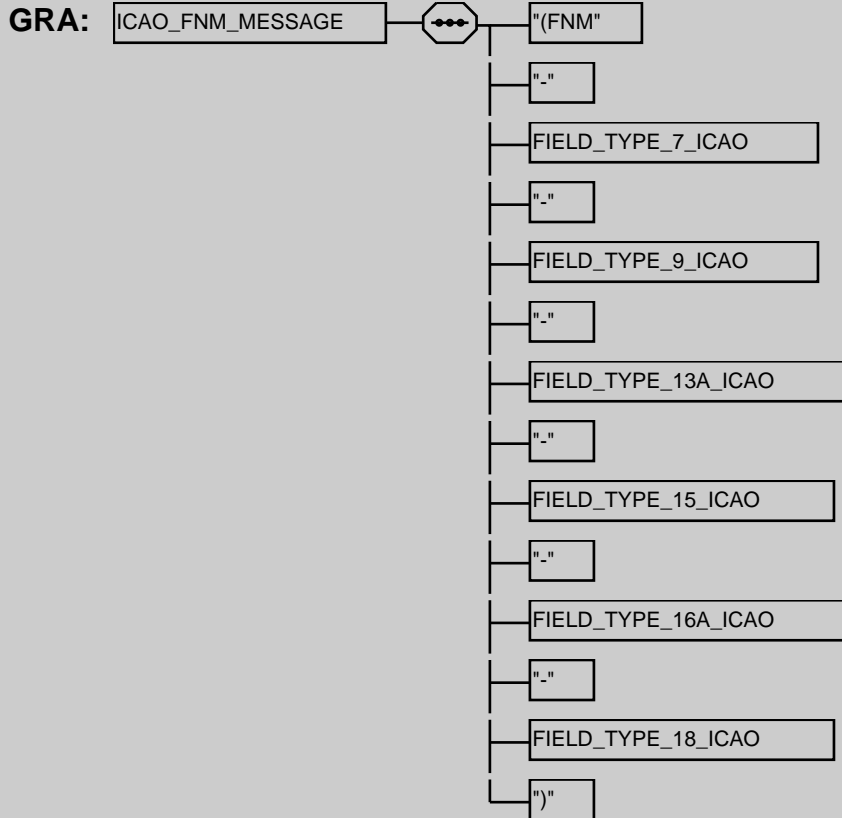 GRA: ICAO_FNM_MESSAGE "(FNM"
"-"
FIELD_TYPE_7_ICAO
"-"
FIELD_TYPE_9_ICAO
"-"
FIELD_TYPE_13A_ICAO
"-"
FIELD_TYPE_15_ICAO
"-"
FIELD_TYPE_16A_ICAO
"-"
FIELD_TYPE_18_ICAO
")"